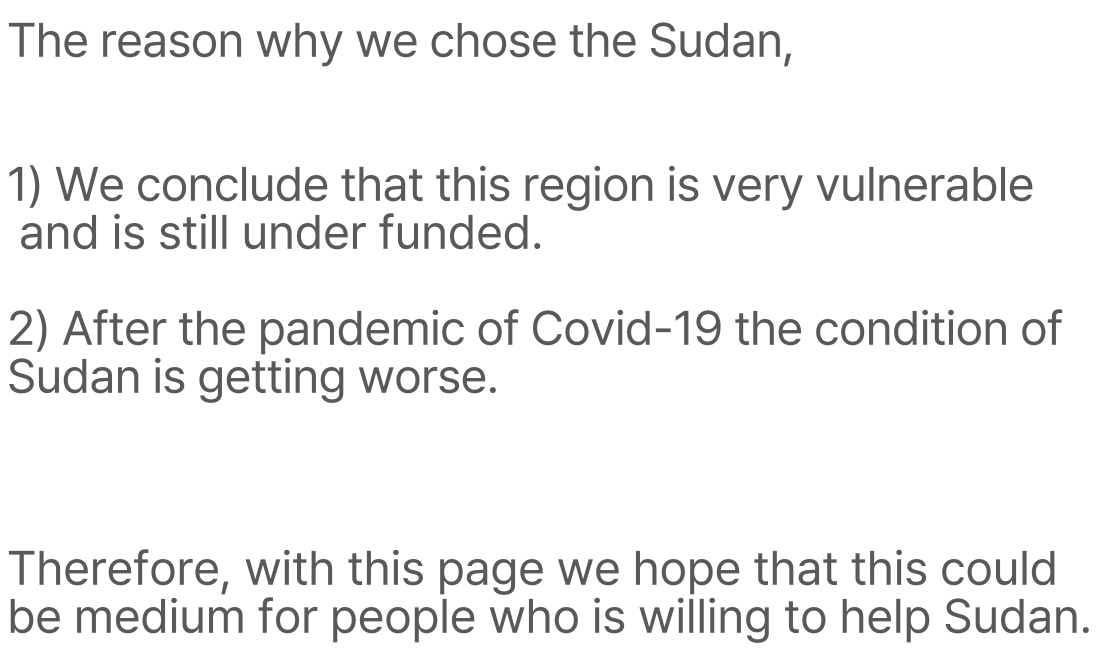 The reason why we chose the Sudan,
1) We conclude that this region is very vulnerable
and is still under funded.
2) After the pandemic of Covid-19 the condition of
Sudan is getting worse.
Therefore, with this page we hope that this could
be medium for people who is willing to help Sudan.